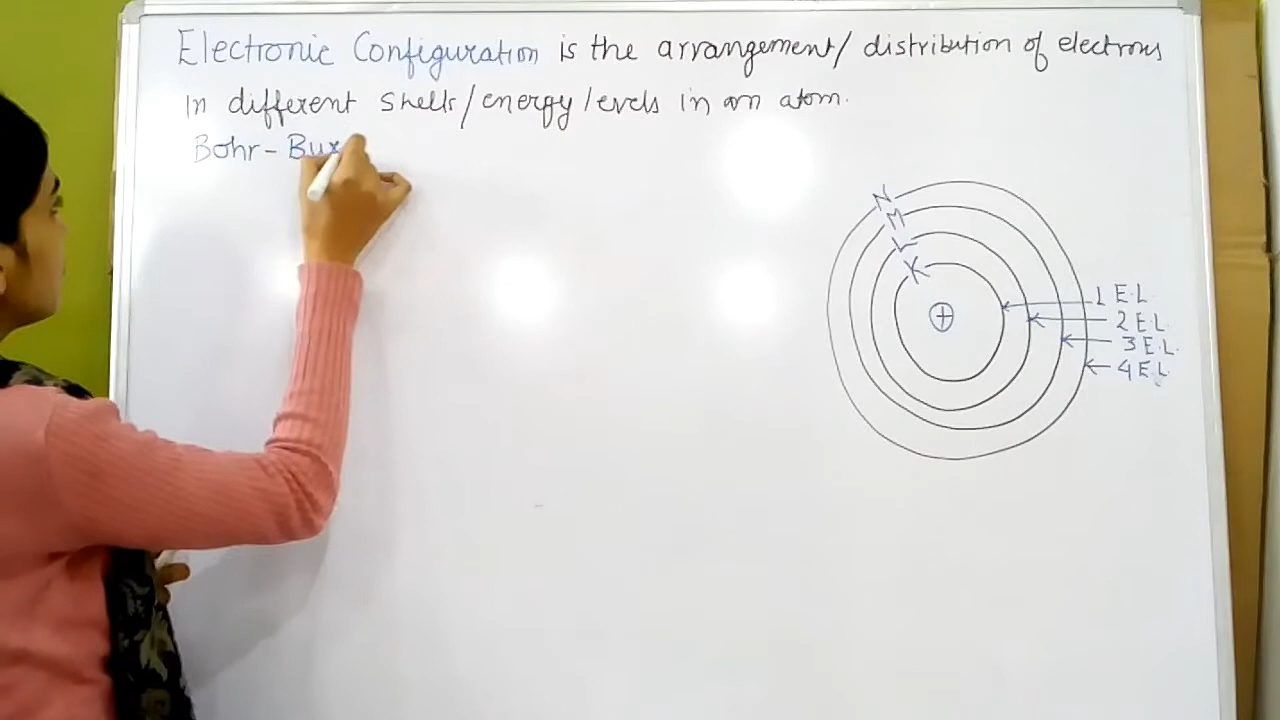 Electronic Configuration is the arrangement/ distribution of electrons
in different shells/energy levels in an atom.
Bohr - Bu
N
M
L
K
+
1 E.L
2 E.L.
3 E.L.
4 E.L.